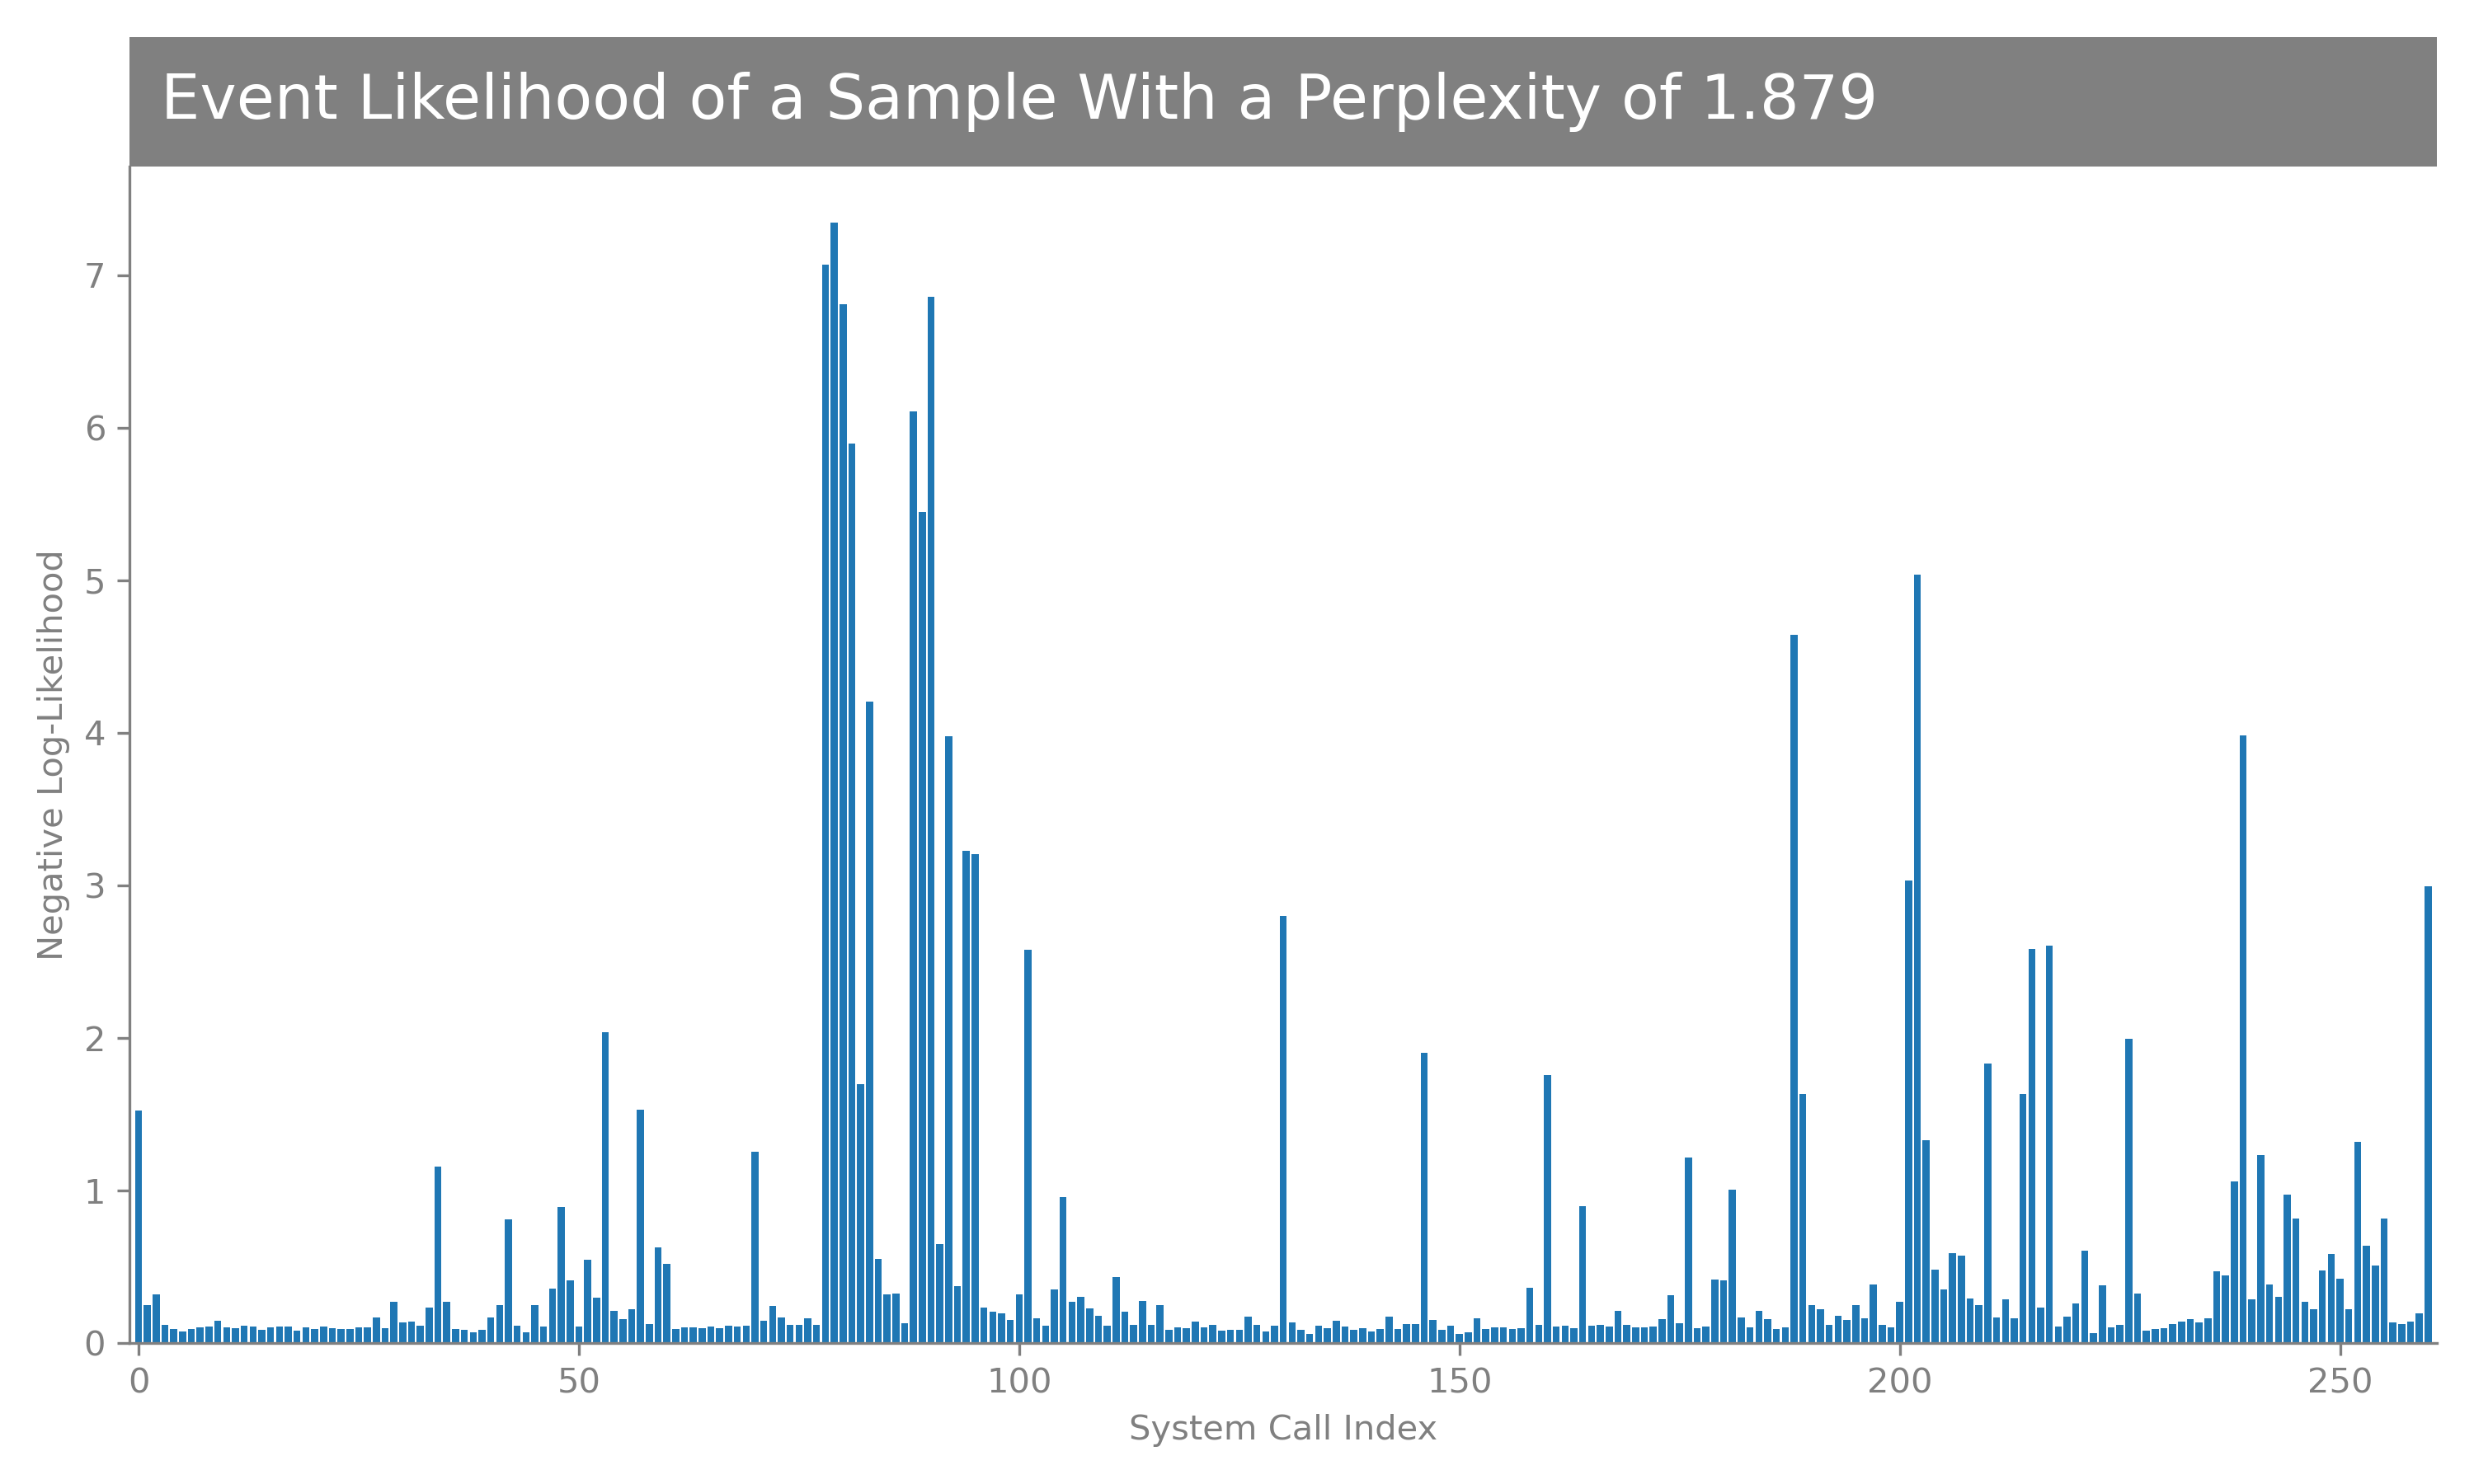 Event Likelihood of a Sample With a Perplexity of 1.879
7
6
5
4
3
2
1
0
Negative Log-Likelihood
0 50 100 150 200 250
System Call Index